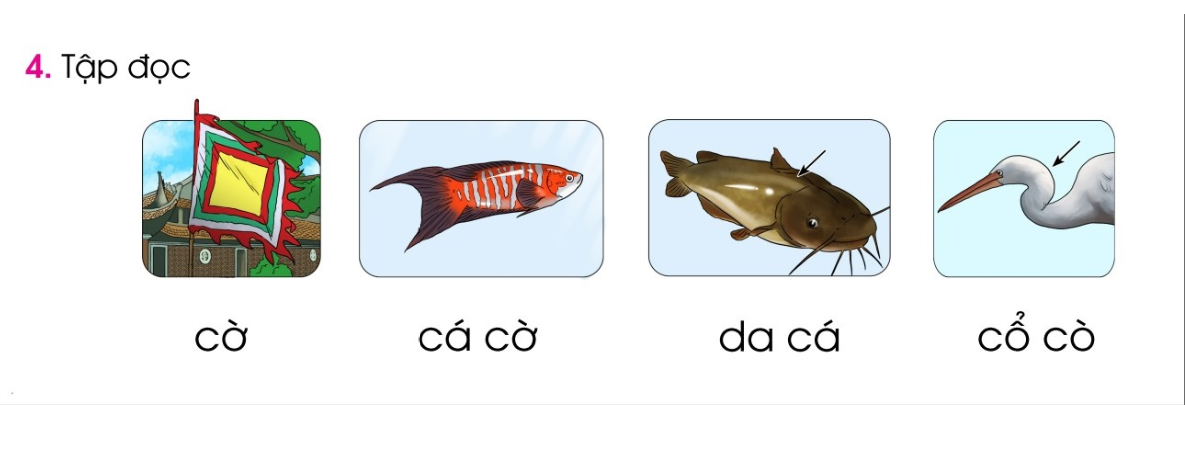 4. Tập đọc
cờ cá cờ da cá cổ cò